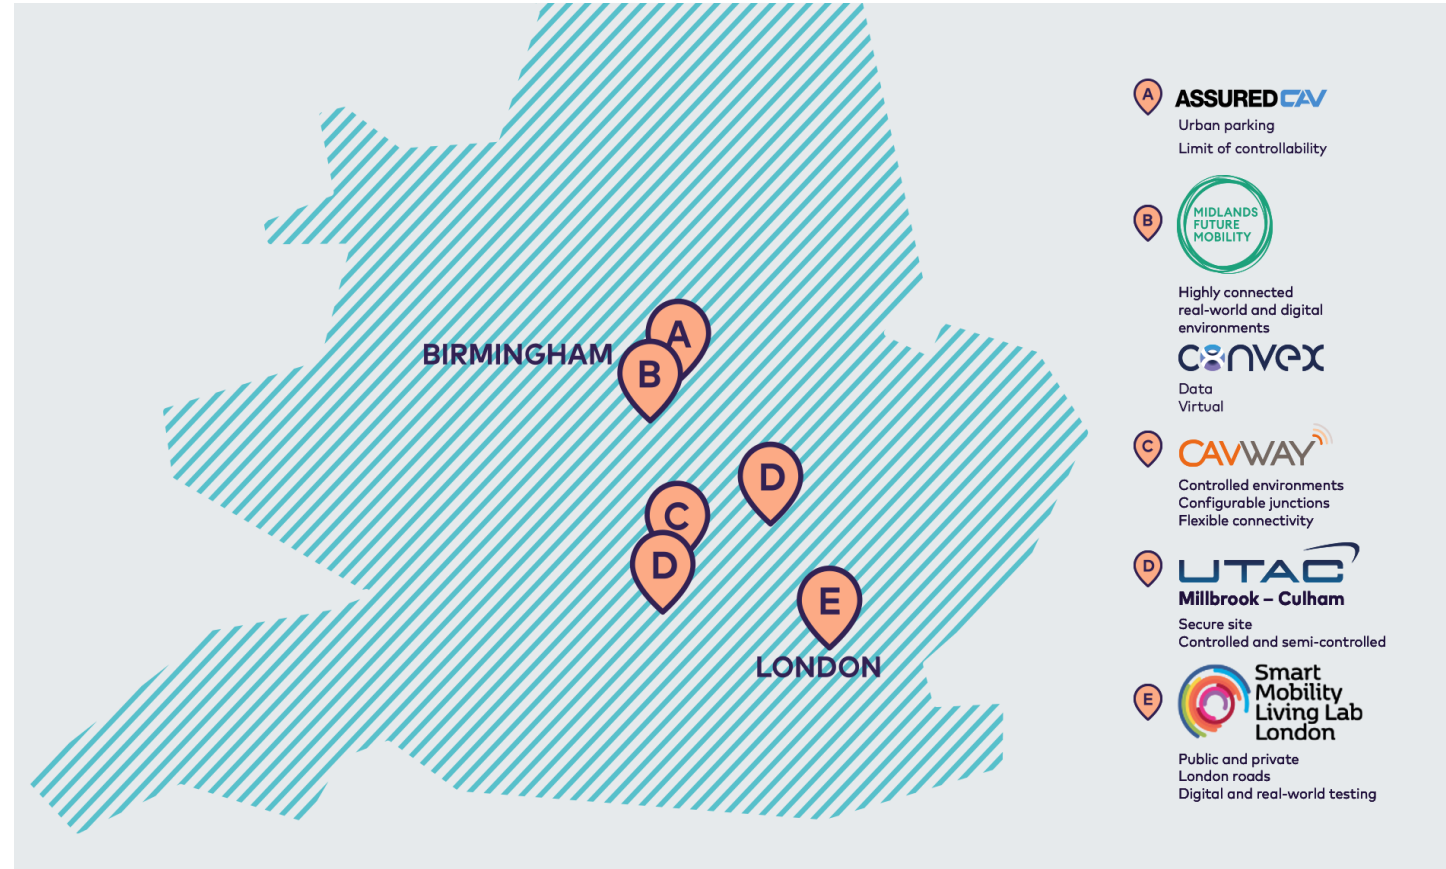 A
B
BIRMINGHAM
D
C
D
E
LONDON
A
ASSURED CAV
Urban parking
Limit of controllability
B
MIDLANDS
FUTURE
MOBILITY
Highly connected
real-world and digital
environments
convex
Data
Virtual
C
CAVWAY
Controlled environments
Configurable junctions
Flexible connectivity
D
UTAC
Millbrook – Culham
Secure site
Controlled and semi-controlled
E
Smart
Mobility
Living Lab
London
Public and private
London roads
Digital and real-world testing